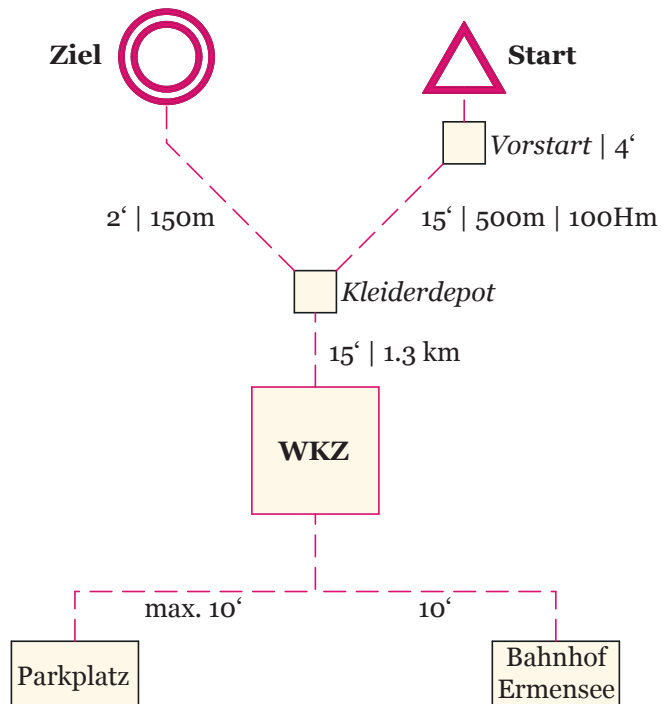 Ziel
Start
Vorstart | 4‘
2‘ | 150m
15‘ | 500m | 100Hm
Kleiderdepot
15‘ | 1.3 km
WKZ
max. 10‘
10‘
Parkplatz
Bahnhof
Ermensee